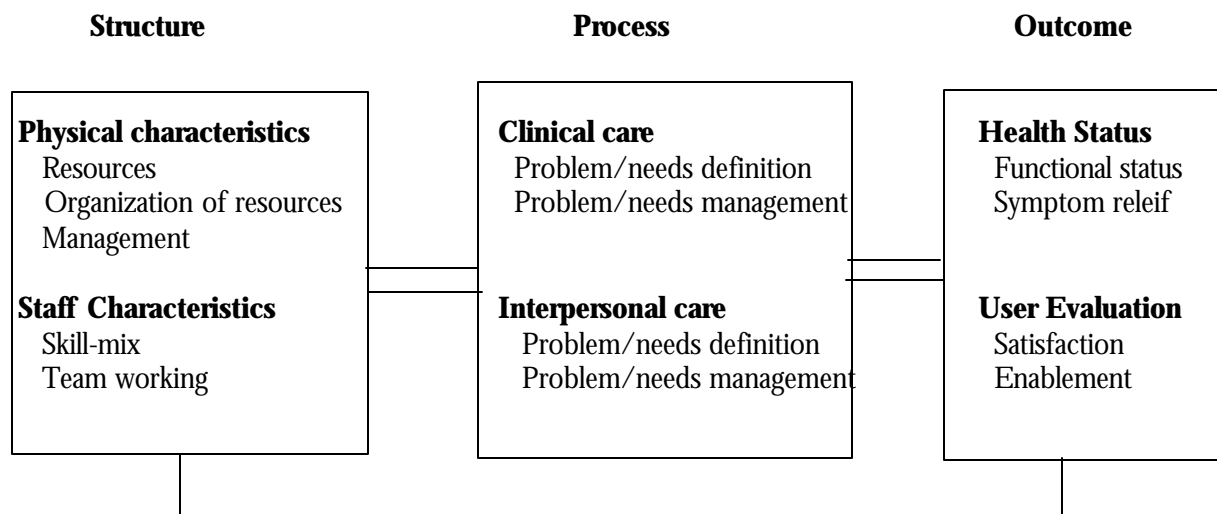 Structure
Process
Outcome
Physical characteristics
Resources
Organization of resources
Management
Staff Characteristics
Skill-mix
Team working
Clinical care
Problem/needs definition
Problem/needs management
Interpersonal care
Problem/needs definition
Problem/needs management
Health Status
Functional status
Symptom releif
User Evaluation
Satisfaction
Enablement